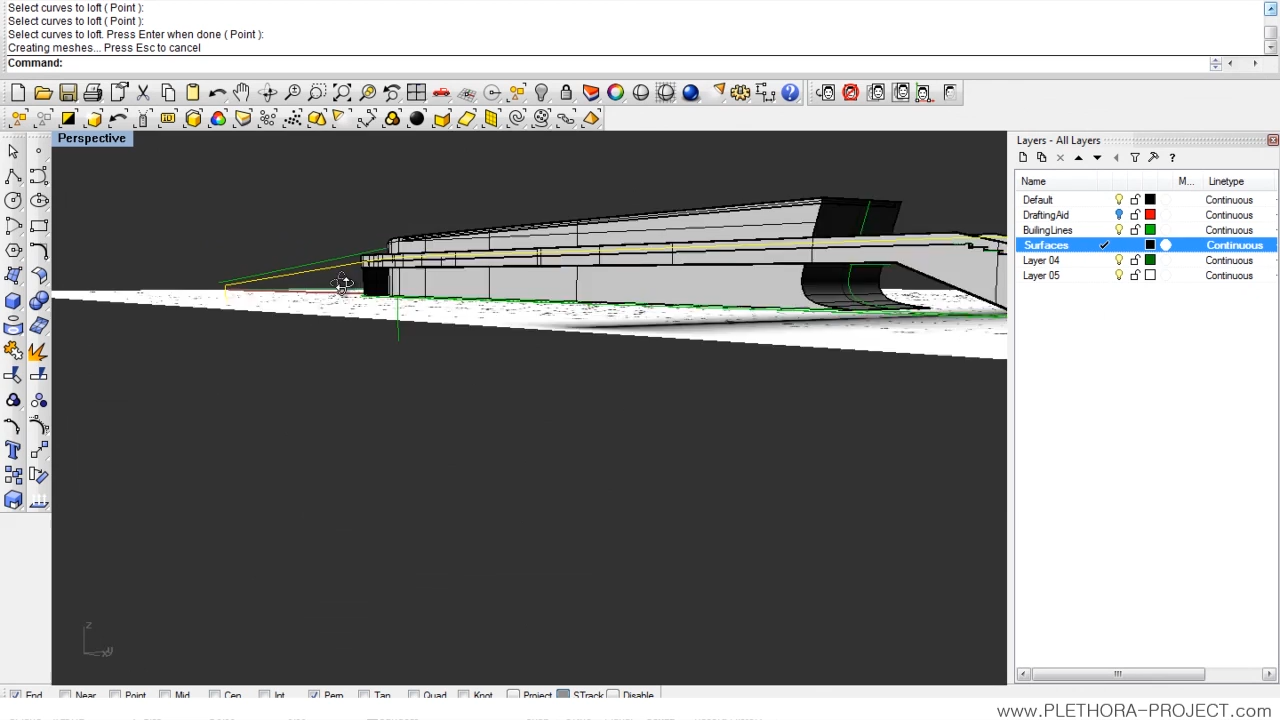 Select curves to loft ( Point ):
Select curves to loft ( Point ):
Select curves to loft. Press Enter when done ( Point ):
Creating meshes... Press Esc to cancel
Command:
Perspective
Layers - All Layers
Name M... Linetype
Default Continuous
DraftingAid Continuous
BuilingLines Continuous
Surfaces Continuous
Layer 04 Continuous
Layer 05 Continuous
z
End Near Point Mid Cen Int Perp Tan Quad Knot Project STrack Disable
www.PLETHORA-PROJECT.com